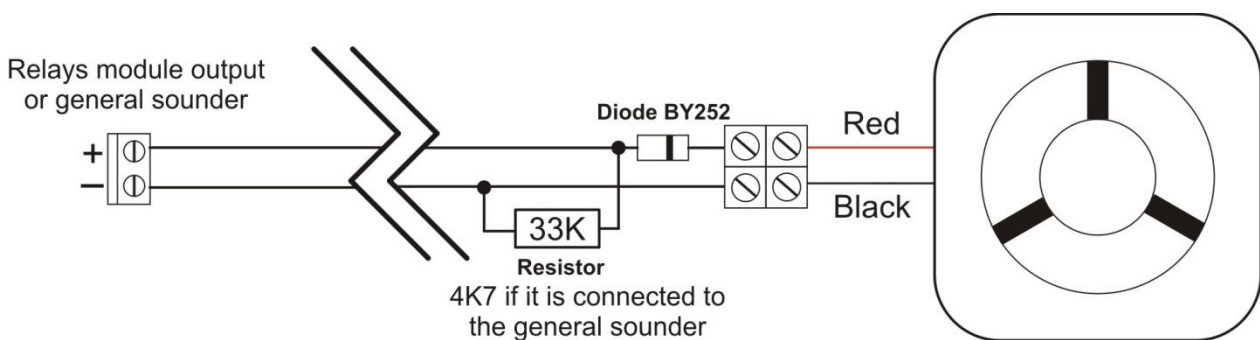 Relays module output
or general sounder
+
−
Diode BY252
Red
Black
33K
Resistor
4K7 if it is connected to
the general sounder